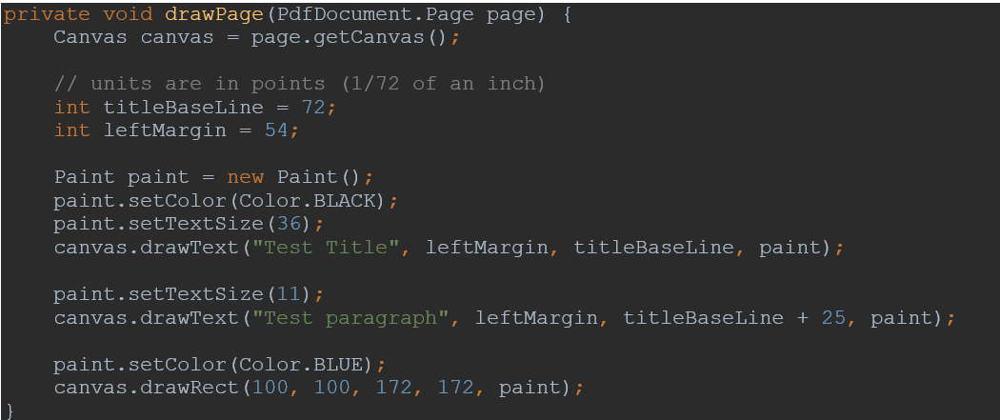 private void drawPage(PdfDocument.Page page) {
    Canvas canvas = page.getCanvas();

    // units are in points (1/72 of an inch)
    int titleBaseLine = 72;
    int leftMargin = 54;

    Paint paint = new Paint();
    paint.setColor(Color.BLACK);
    paint.setTextSize(36);
    canvas.drawText("Test Title", leftMargin, titleBaseLine, paint);

    paint.setTextSize(11);
    canvas.drawText("Test paragraph", leftMargin, titleBaseLine + 25, paint);

    paint.setColor(Color.BLUE);
    canvas.drawRect(100, 100, 172, 172, paint);
}